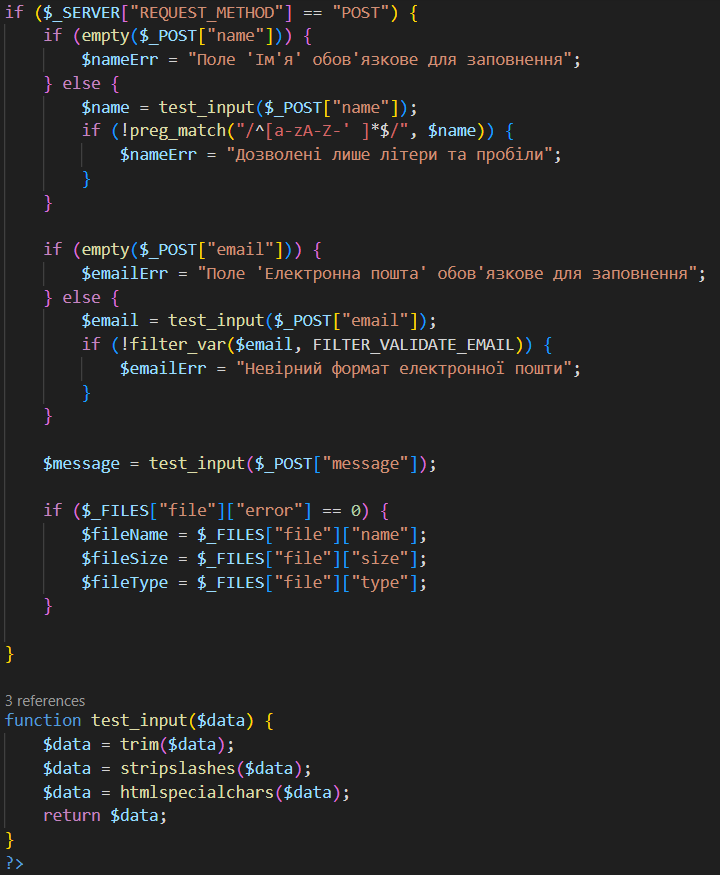 if ($_SERVER["REQUEST_METHOD"] == "POST") {
    if (empty($_POST["name"])) {
        $nameErr = "Поле 'Ім'я' обов'язкове для заповнення";
    } else {
        $name = test_input($_POST["name"]);
        if (!preg_match("/^[a-zA-Z-' ]*$/", $name)) {
            $nameErr = "Дозволені лише літери та пробіли";
        }
    }

    if (empty($_POST["email"])) {
        $emailErr = "Поле 'Електронна пошта' обов'язкове для заповнення";
    } else {
        $email = test_input($_POST["email"]);
        if (!filter_var($email, FILTER_VALIDATE_EMAIL)) {
            $emailErr = "Невірний формат електронної пошти";
        }
    }

    $message = test_input($_POST["message"]);

    if ($_FILES["file"]["error"] == 0) {
        $fileName = $_FILES["file"]["name"];
        $fileSize = $_FILES["file"]["size"];
        $fileType = $_FILES["file"]["type"];
    }

}

3 references
function test_input($data) {
    $data = trim($data);
    $data = stripslashes($data);
    $data = htmlspecialchars($data);
    return $data;
}
?>